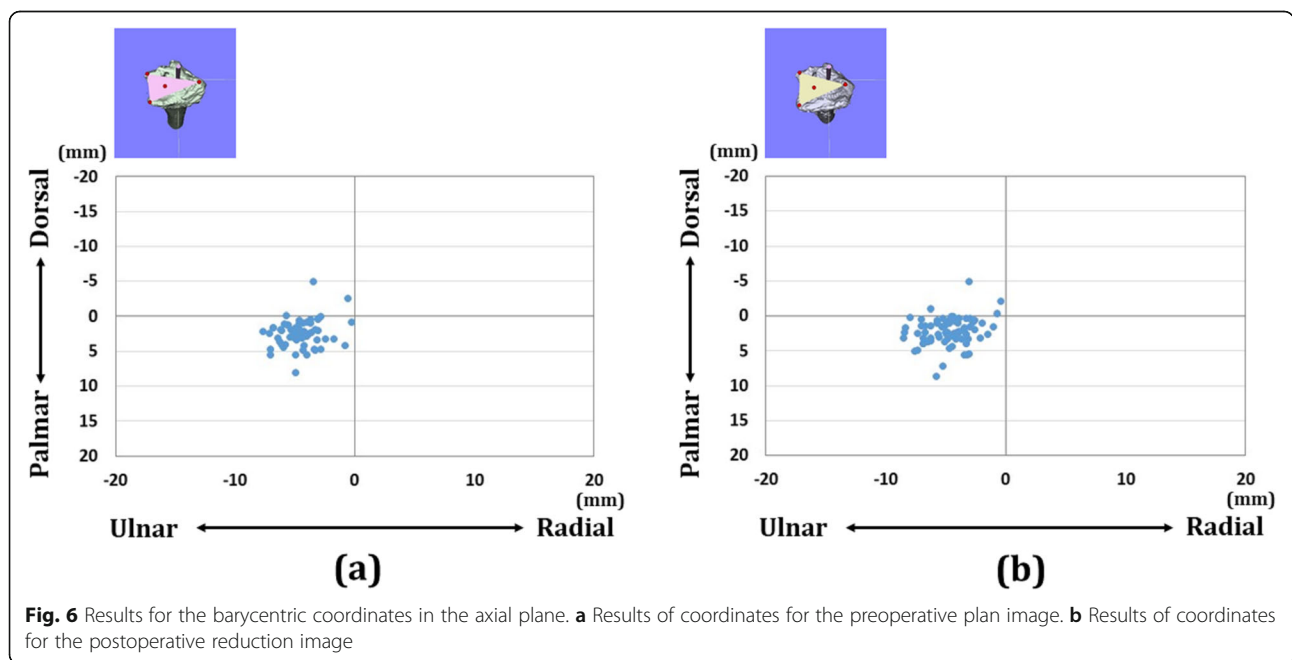 (mm)
-20
-15
-10
-5
0
5
10
15
20
Palmar Dorsal
-20 -10 0 10 20
(mm)
Ulnar Radial
(a)
(mm)
-20
-15
-10
-5
0
5
10
15
20
Palmar Dorsal
-20 -10 0 10 20
(mm)
Ulnar Radial
(b)
Fig. 6 Results for the barycentric coordinates in the axial plane. a Results of coordinates for the preoperative plan image. b Results of coordinates
for the postoperative reduction image